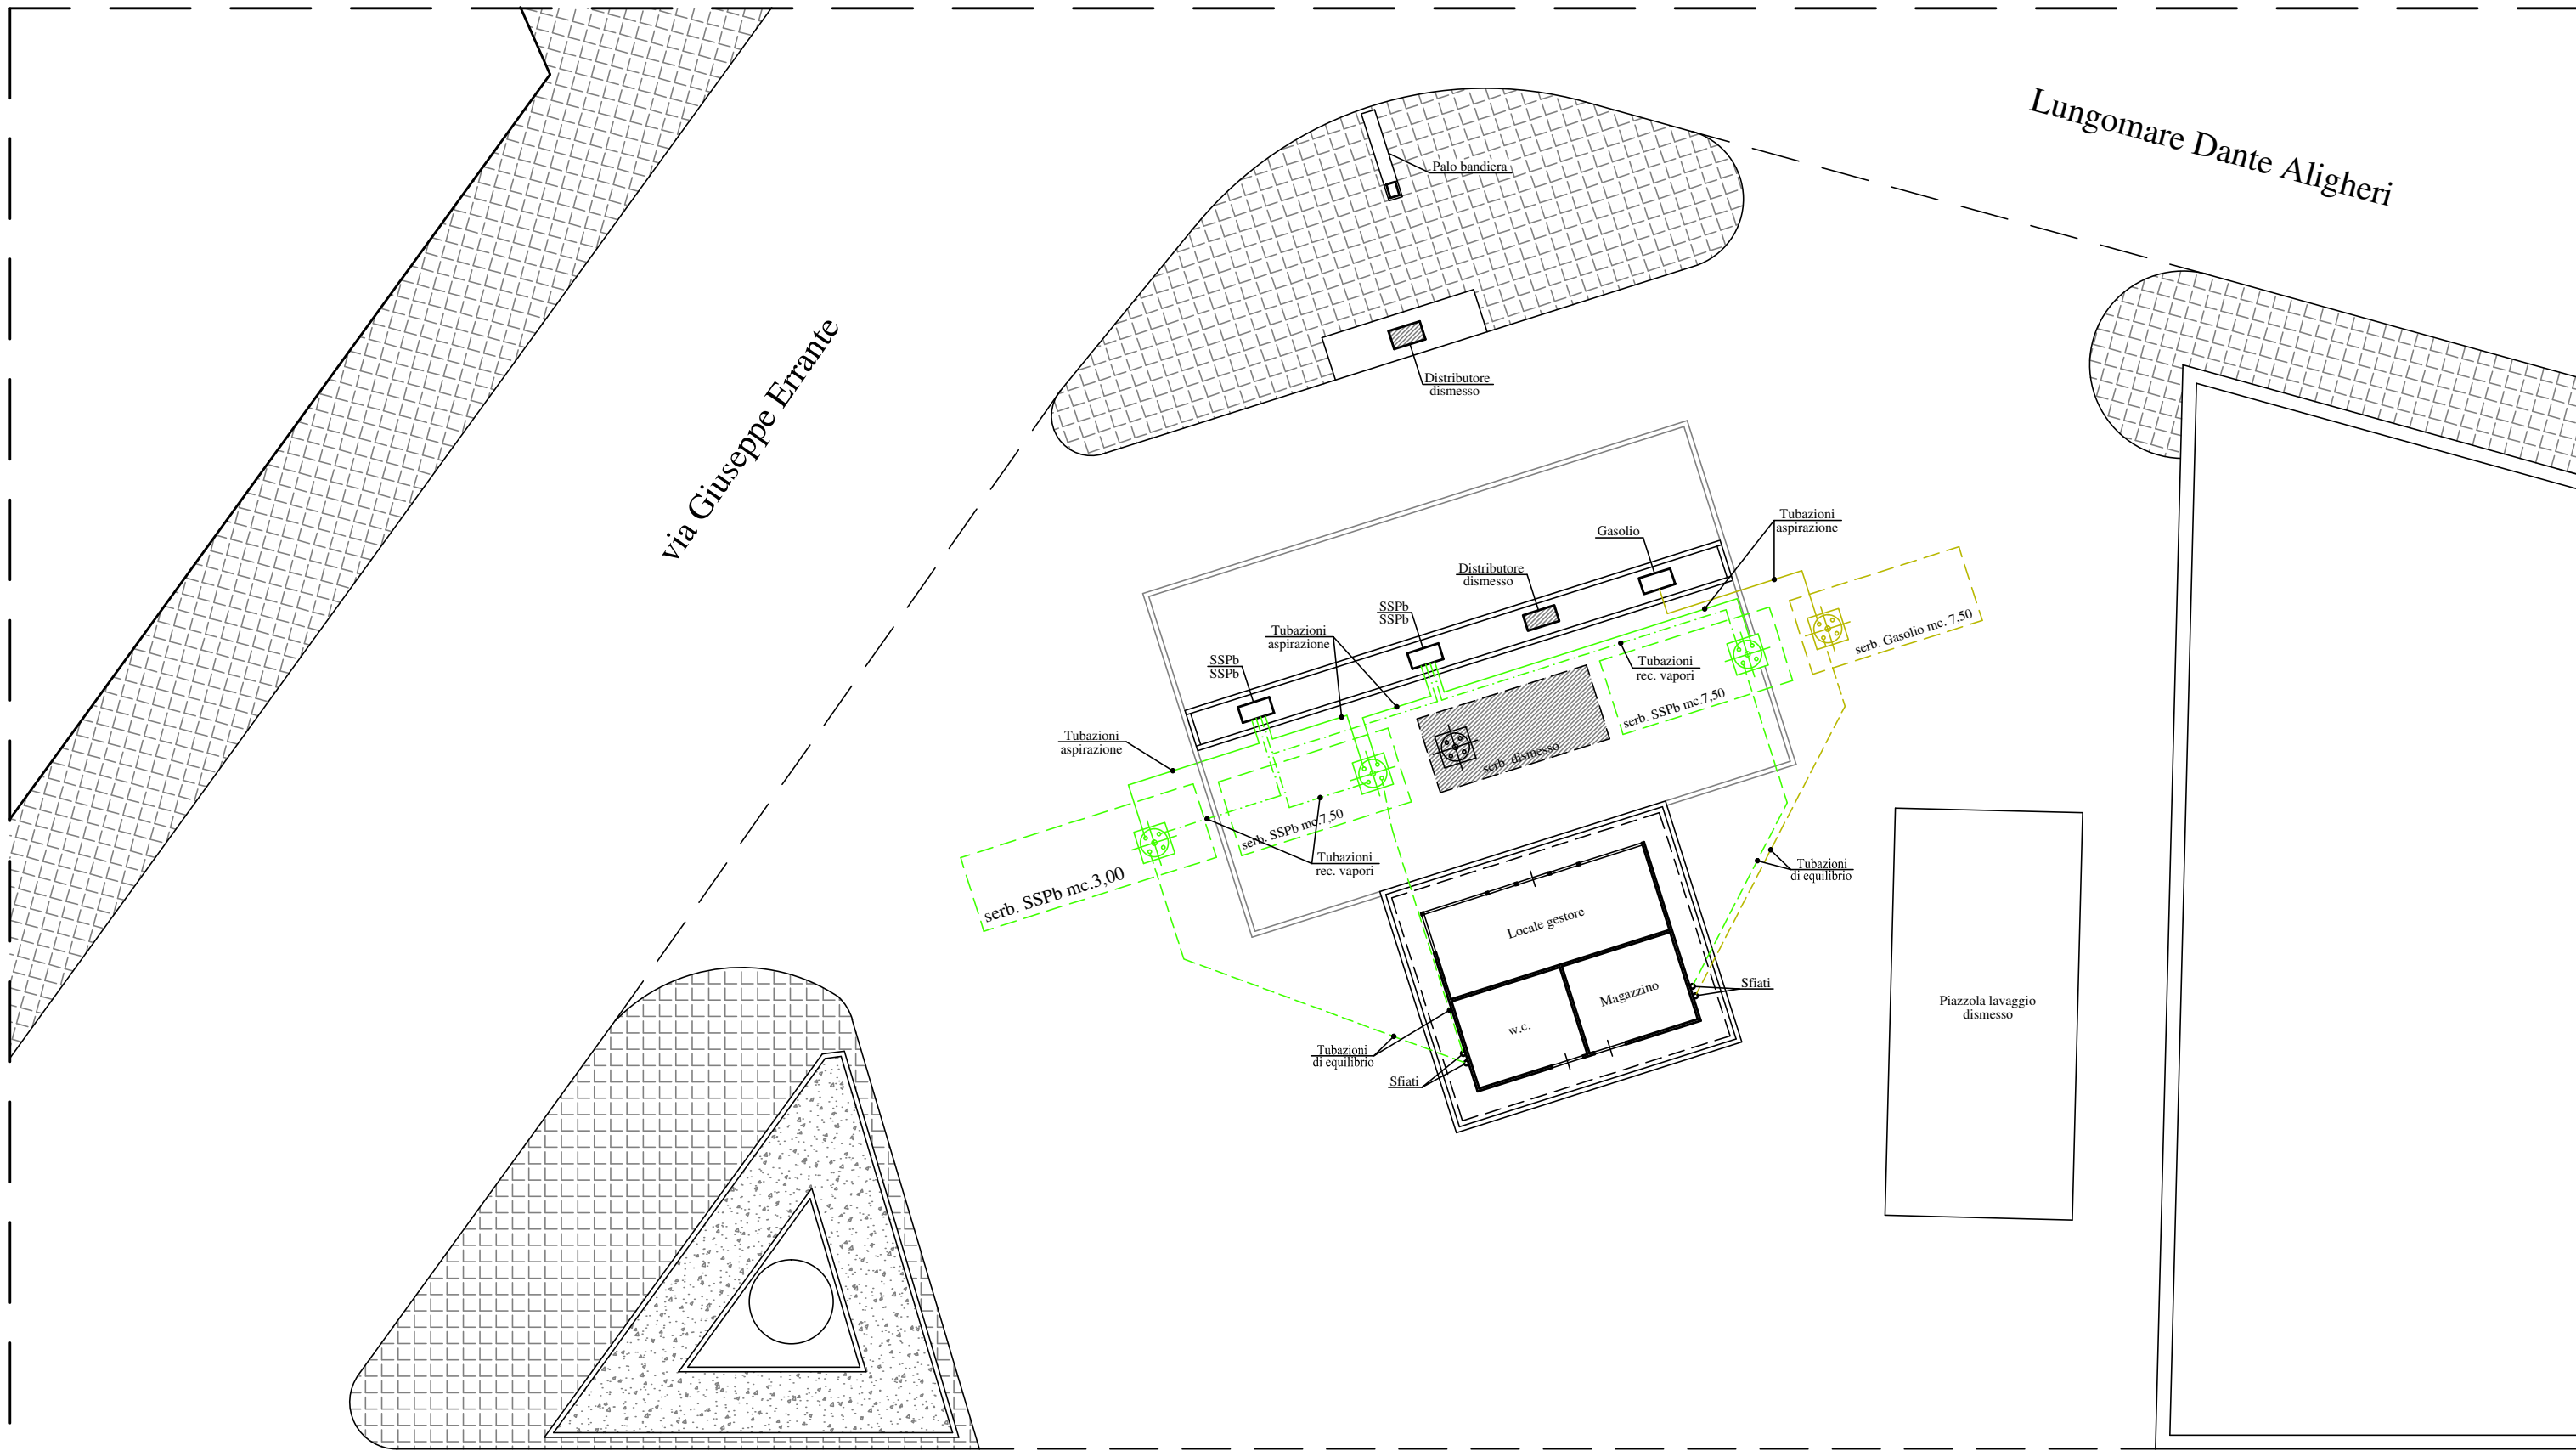 Lungomare Dante Aligheri
Palo bandiera
via Giuseppe Errante
Distributore
dismesso
Tubazioni
aspirazione
Gasolio
Distributore
dismesso
SSPb
SSPb
Tubazioni
aspirazione
SSPb
SSPb
serb. Gasolio mc. 7,50
Tubazioni
rec. vapori
serb. SSPb mc.7,50
Tubazioni
aspirazione
serb. dismesso
serb. SSPb mc.7,50
Tubazioni
rec. vapori
serb. SSPb mc.3,00
Tubazioni
di equilibrio
Locale gestore
Magazzino
w.c.
Sfiati
Piazzola lavaggio
dismesso
Tubazioni
di equilibrio
Sfiati